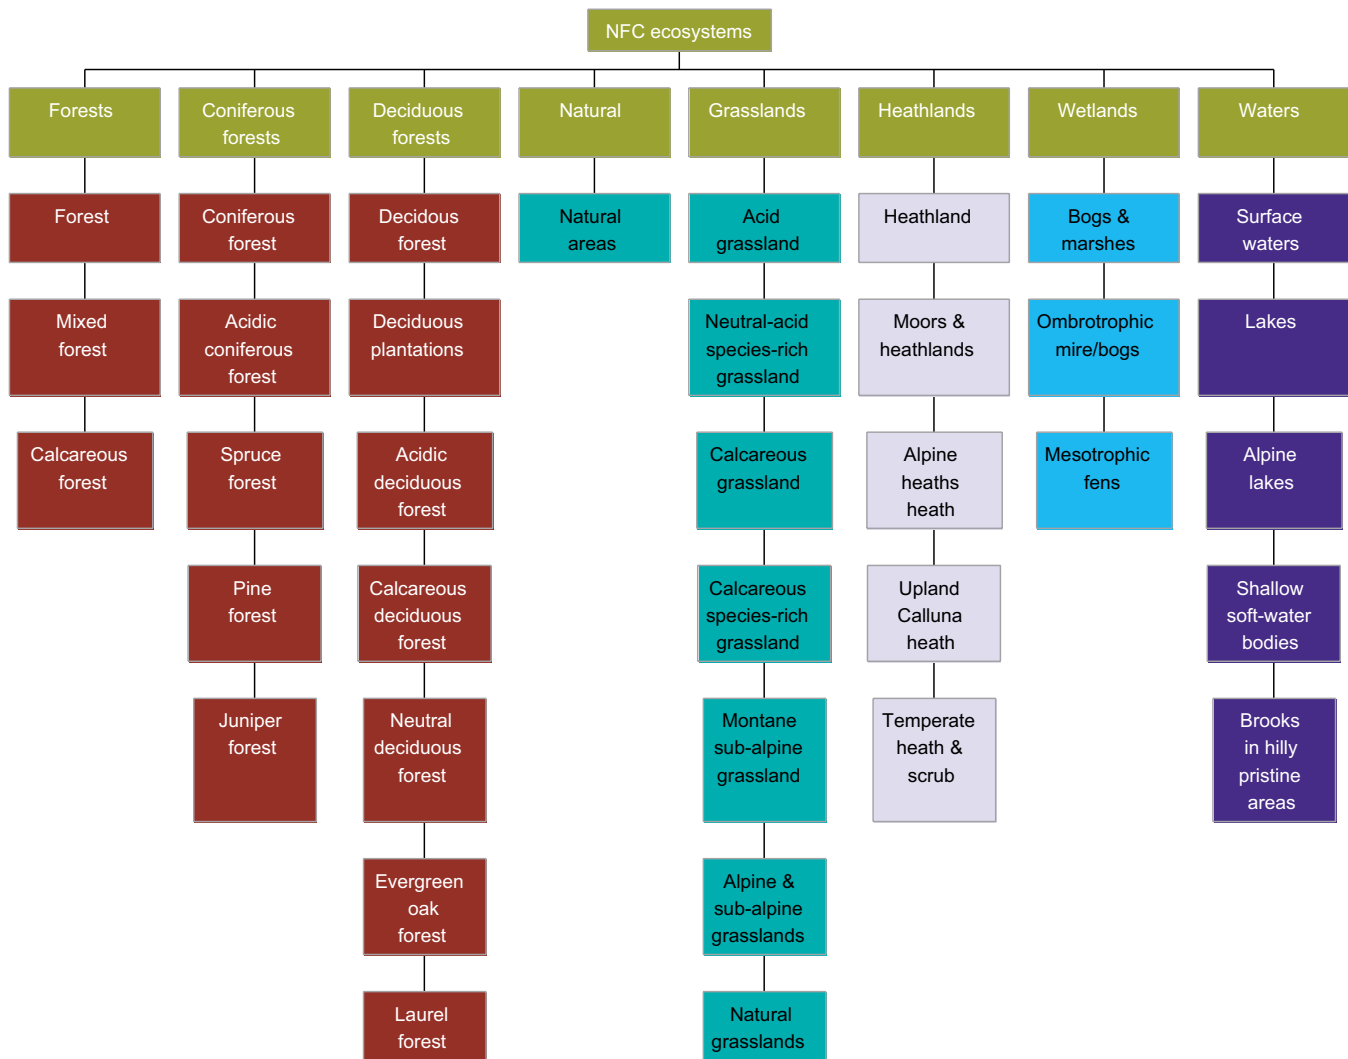 NFC ecosystems
Forests
Coniferous
forests
Deciduous
forests
Natural
Grasslands
Heathlands
Wetlands
Waters
Forest
Coniferous
forest
Decidous
forest
Natural
areas
Acid
grassland
Heathland
Bogs &
marshes
Surface
waters
Mixed
forest
Acidic
coniferous
forest
Deciduous
plantations
Neutral-acid
species-rich
grassland
Moors &
heathlands
Ombrotrophic
mire/bogs
Lakes
Calcareous
forest
Spruce
forest
Acidic
deciduous
forest
Calcareous
grassland
Alpine
heaths
heath
Mesotrophic
fens
Alpine
lakes
Pine
forest
Calcareous
deciduous
forest
Calcareous
species-rich
grassland
Upland
Calluna
heath
Shallow
soft-water
bodies
Juniper
forest
Neutral
deciduous
forest
Montane
sub-alpine
grassland
Temperate
heath &
scrub
Brooks
in hilly
pristine
areas
Evergreen
oak
forest
Alpine &
sub-alpine
grasslands
Laurel
forest
Natural
grasslands